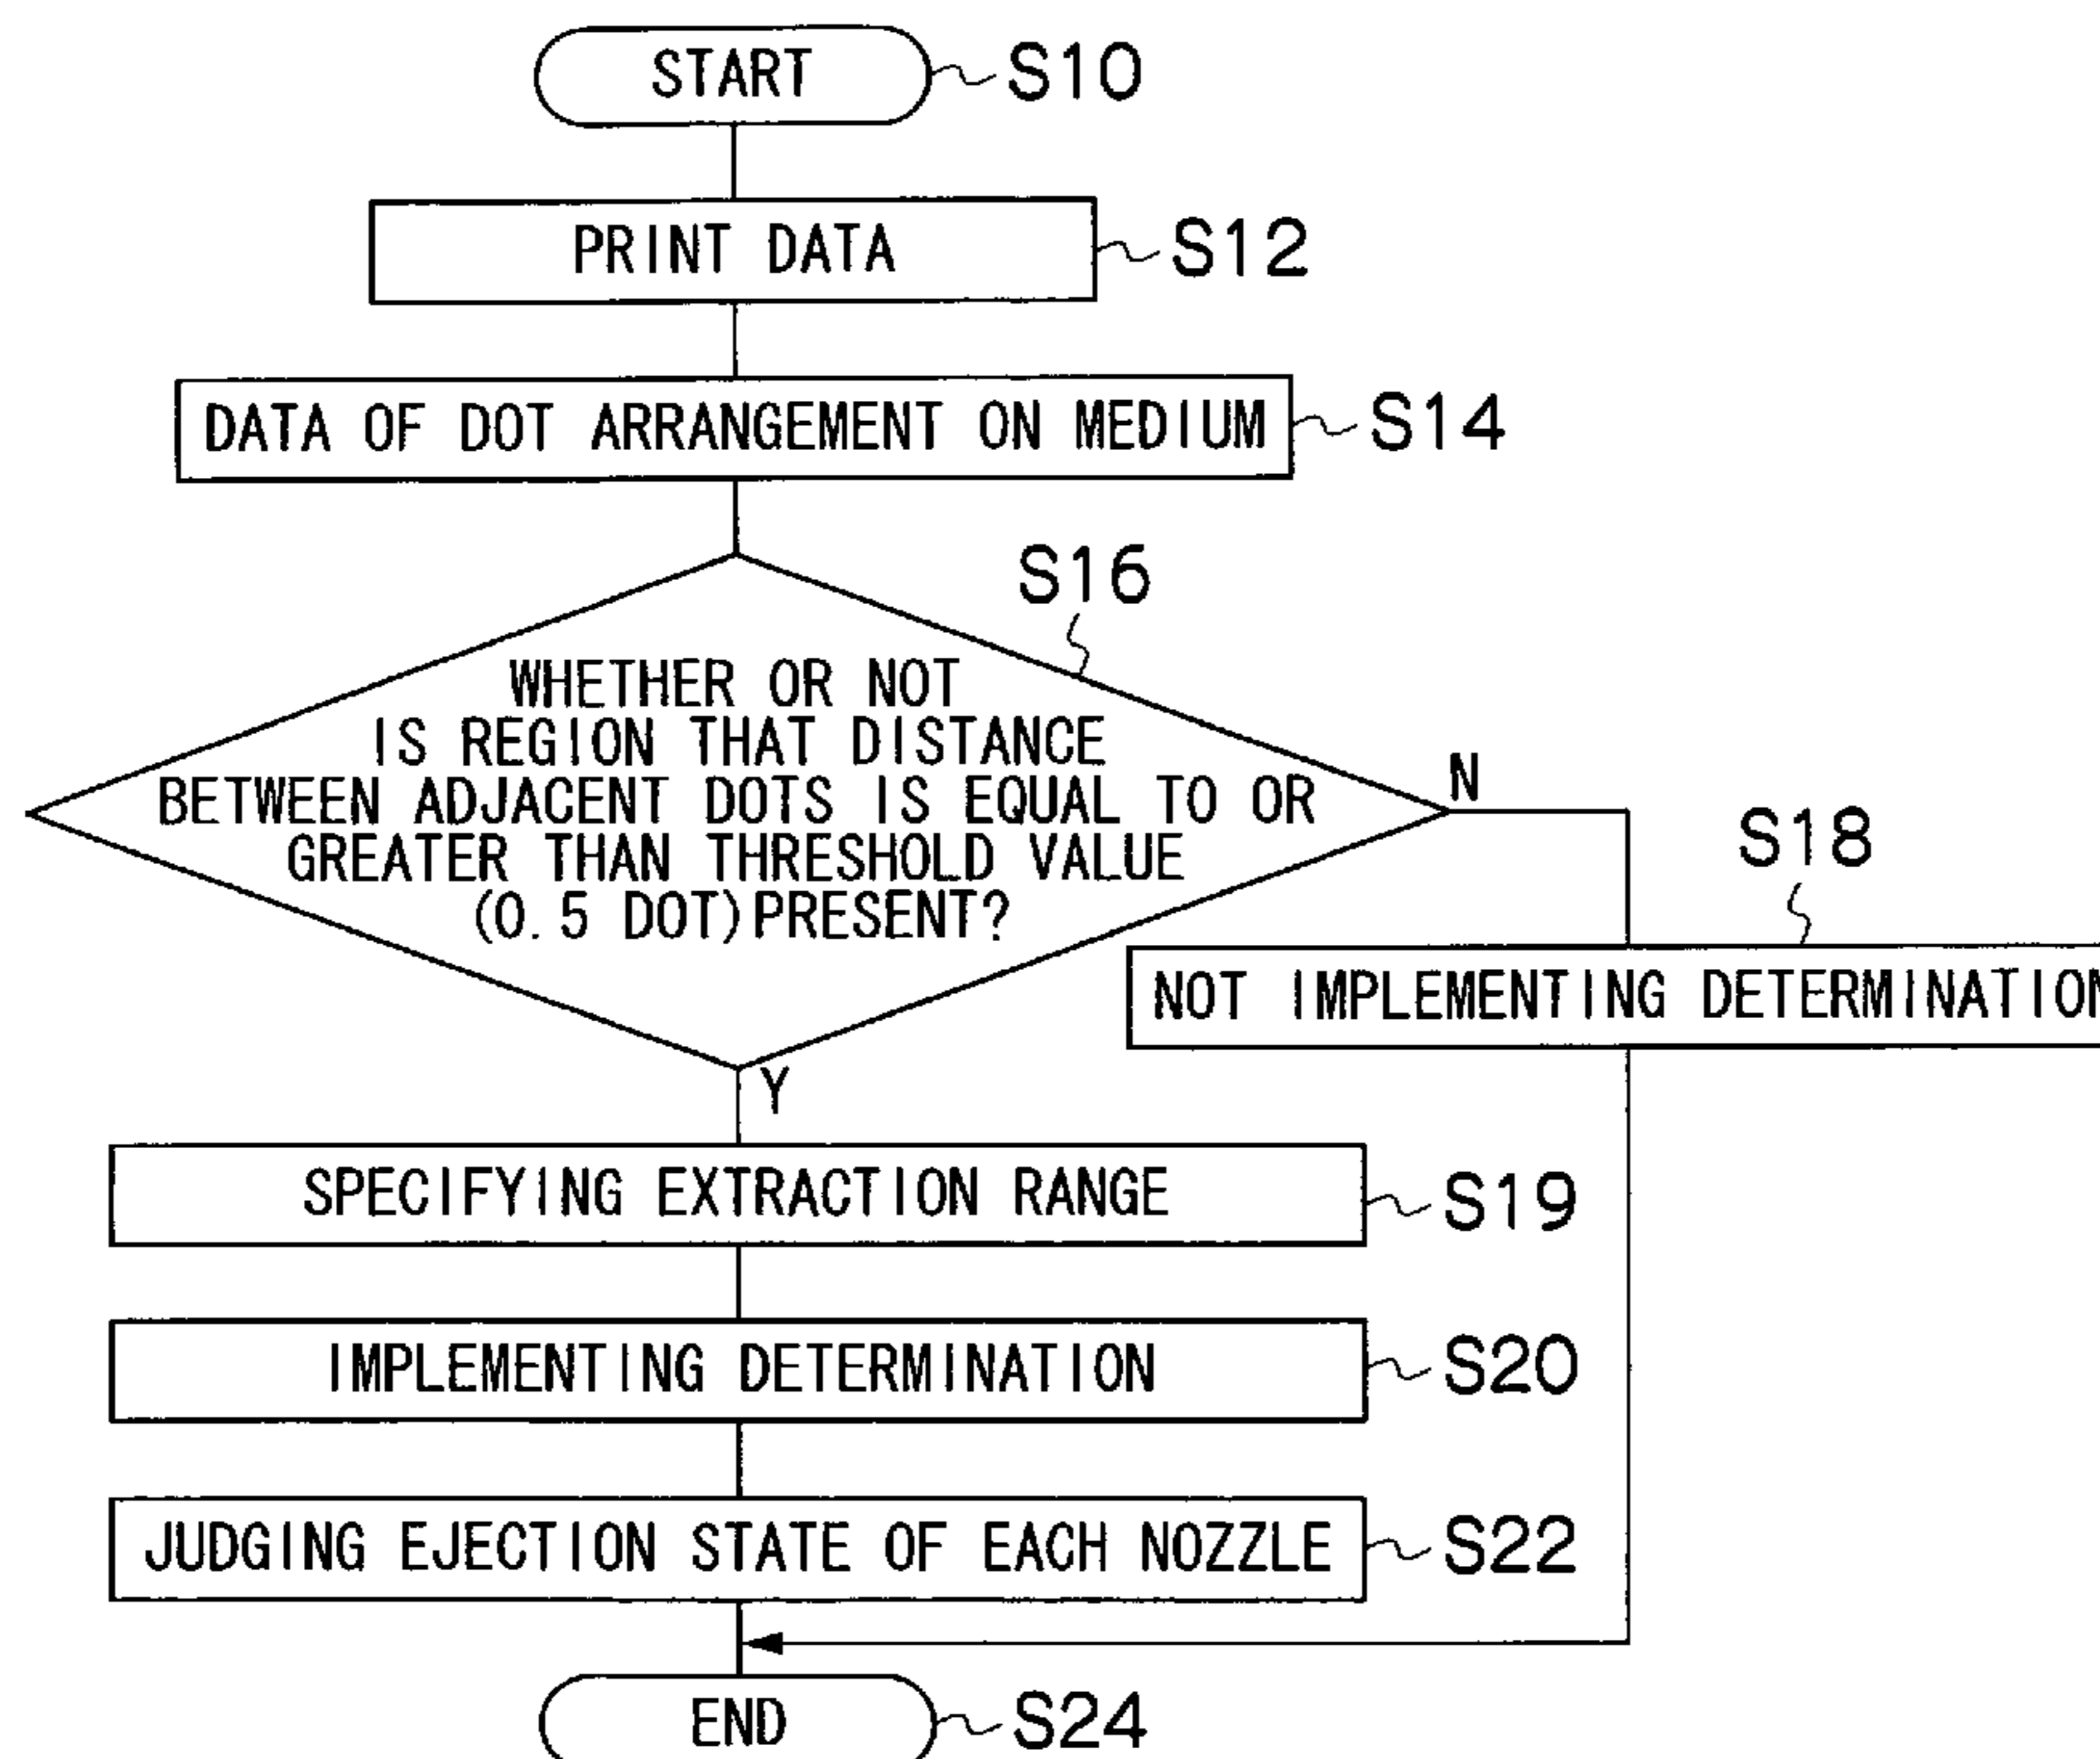 START S10
PRINT DATA S12
DATA OF DOT ARRANGEMENT ON MEDIUM S14
S16
WHETHER OR NOT
IS REGION THAT DISTANCE
BETWEEN ADJACENT DOTS IS EQUAL TO OR
GREATER THAN THRESHOLD VALUE
(0.5 DOT)PRESENT?
N
S18
NOT IMPLEMENTING DETERMINATION
Y
SPECIFYING EXTRACTION RANGE S19
IMPLEMENTING DETERMINATION S20
JUDGING EJECTION STATE OF EACH NOZZLE S22
END S24